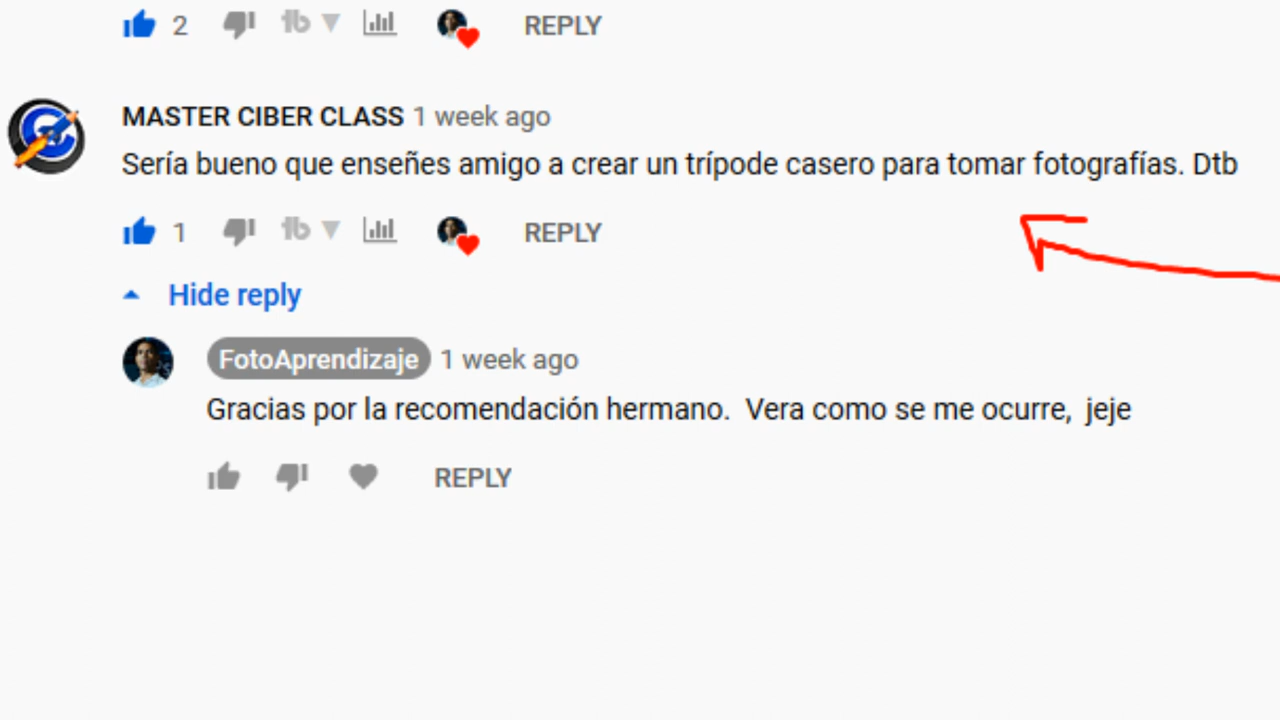 2 REPLY
MASTER CIBER CLASS 1 week ago
Sería bueno que enseñes amigo a crear un trípode casero para tomar fotografías. Dtb
1 REPLY
Hide reply
FotoAprendizaje 1 week ago
Gracias por la recomendación hermano. Vera como se me ocurre, jeje
REPLY